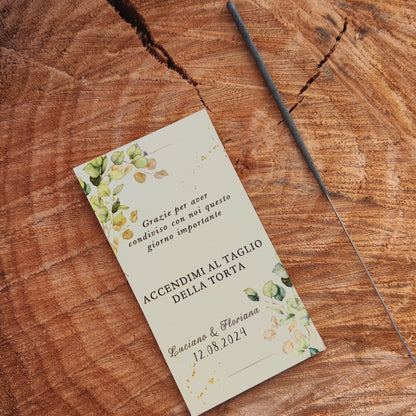 Grazie per aver
condiviso con noi questo
giorno importante
ACCENDIMI AL TAGLIO
DELLA TORTA
Luciano & Floriana
12.08.2024